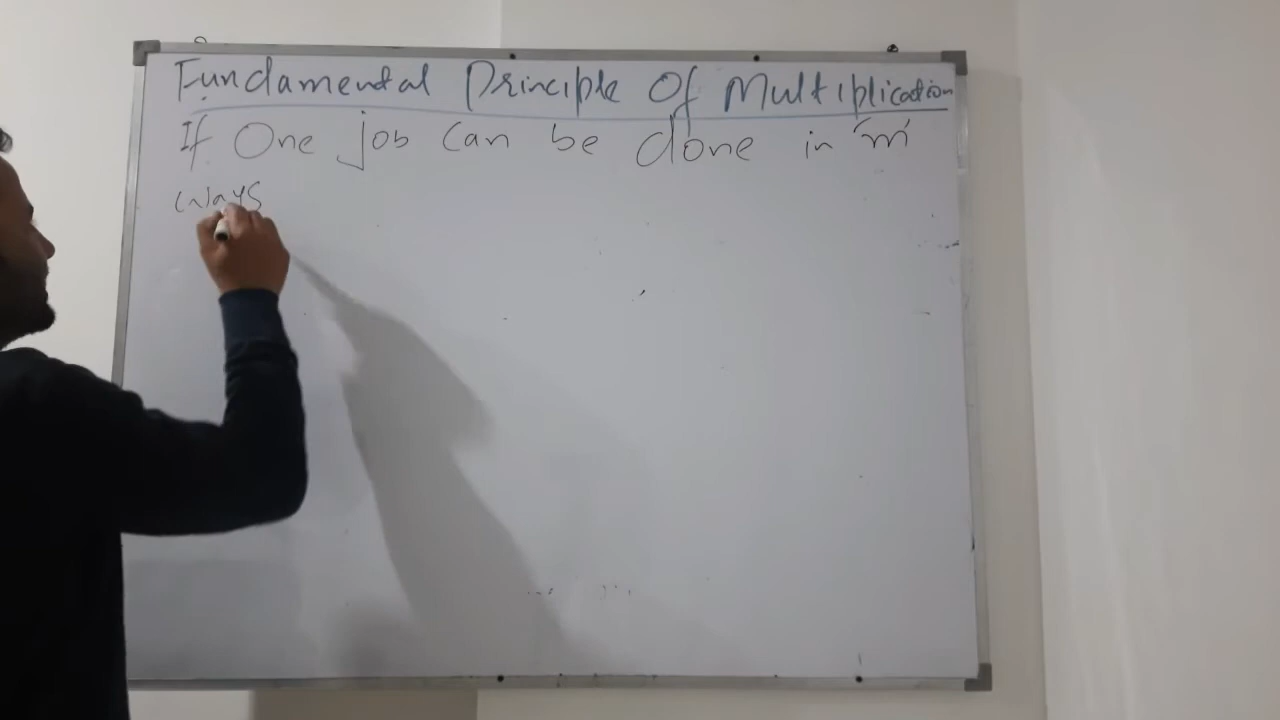 Fundamental Principle Of Multiplication
If One job Can be done in 'm'
ways